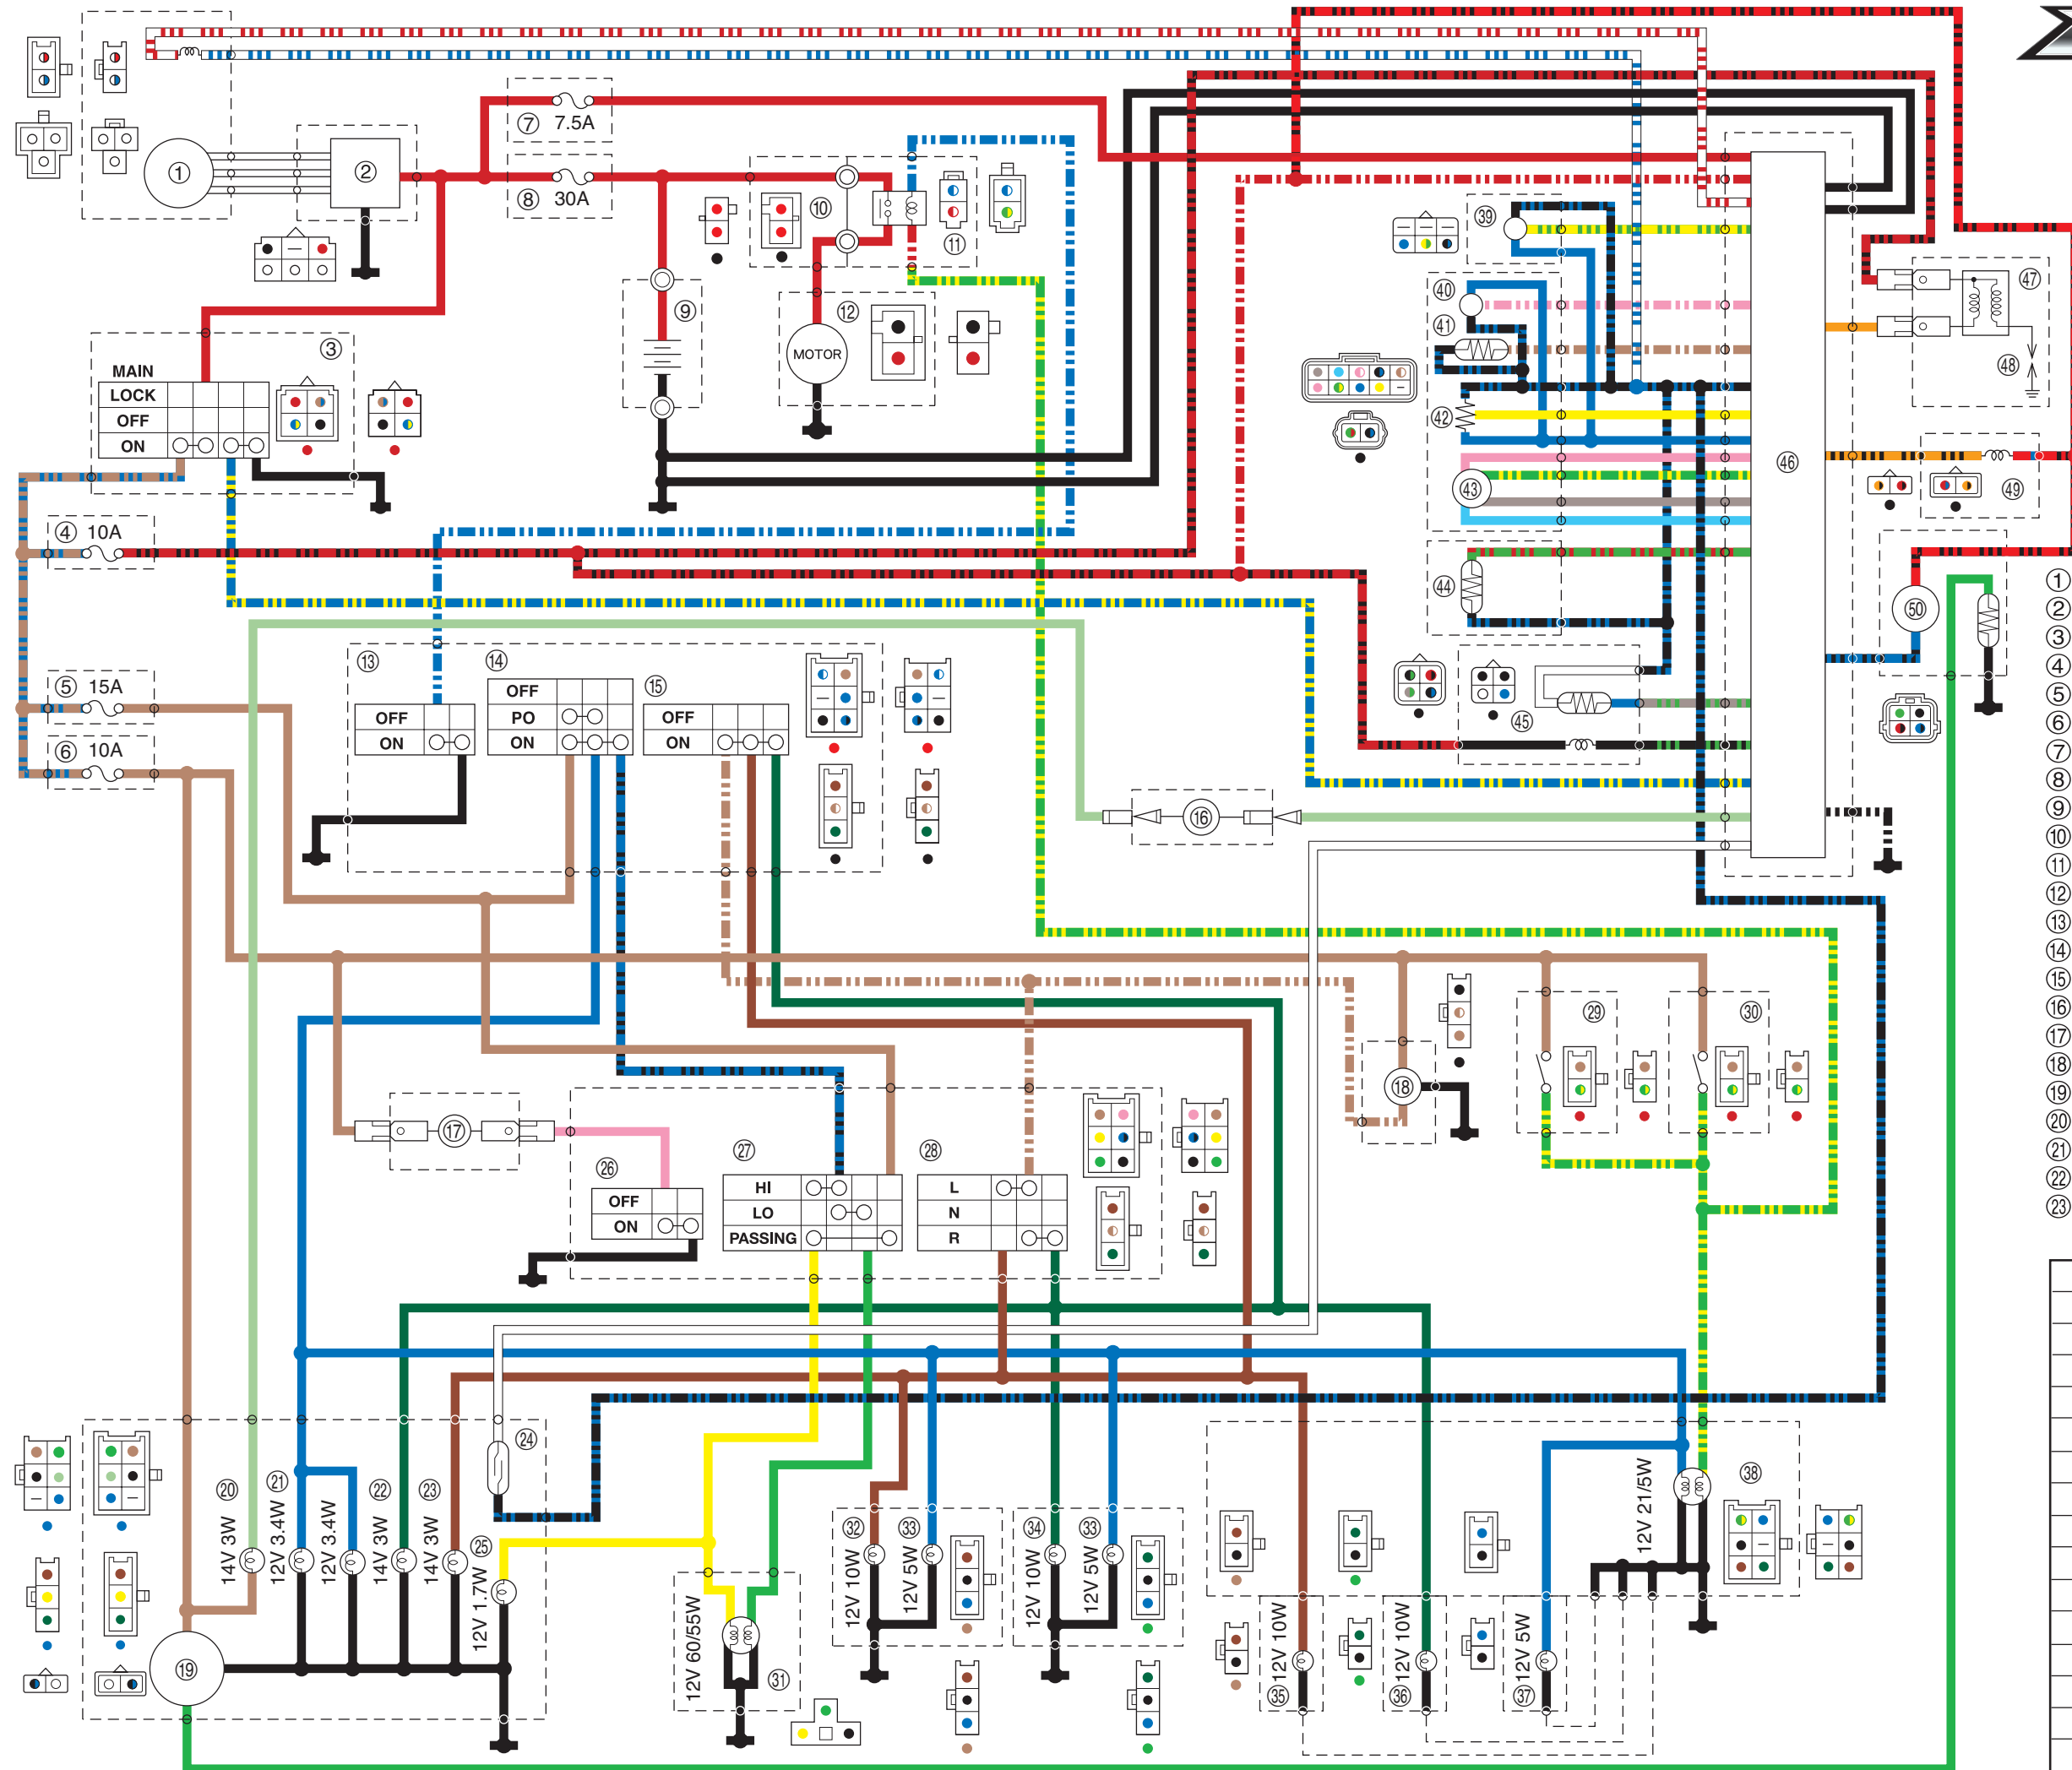 ① ②
⑦ 7.5A
⑧ 30A
⑩ ⑪
⑨
⑫
MOTOR
③
MAIN
LOCK
OFF
ON
④ 10A
⑤ 15A
⑥ 10A
⑬
OFF
ON
⑭
OFF
PO
ON
⑮
OFF
ON
⑯
⑰
⑱
㊴
㊵
㊶
㊷
㊸
㊹
㊺
㊻
㊼
㊽
㊾
㊿
㉖
OFF
ON
㉗
HI
LO
PASSING
㉘
L
N
R
㉙ ㉚
⑲
⑳ 14V 3W
㉑ 12V 3.4W
12V 3.4W
㉒ 14V 3W
㉓ 14V 3W
㉔
㉕ 12V 1.7W
㉛ 12V 60/55W
㉜ 12V 10W
㉝ 12V 5W
㉞ 12V 10W
㉝ 12V 5W
㉟ 12V 10W
㊱ 12V 10W
㊲ 12V 5W
㊳ 12V 21/5W
①
②
③
④
⑤
⑥
⑦
⑧
⑨
⑩
⑪
⑫
⑬
⑭
⑮
⑯
⑰
⑱
⑲
⑳
㉑
㉒
㉓